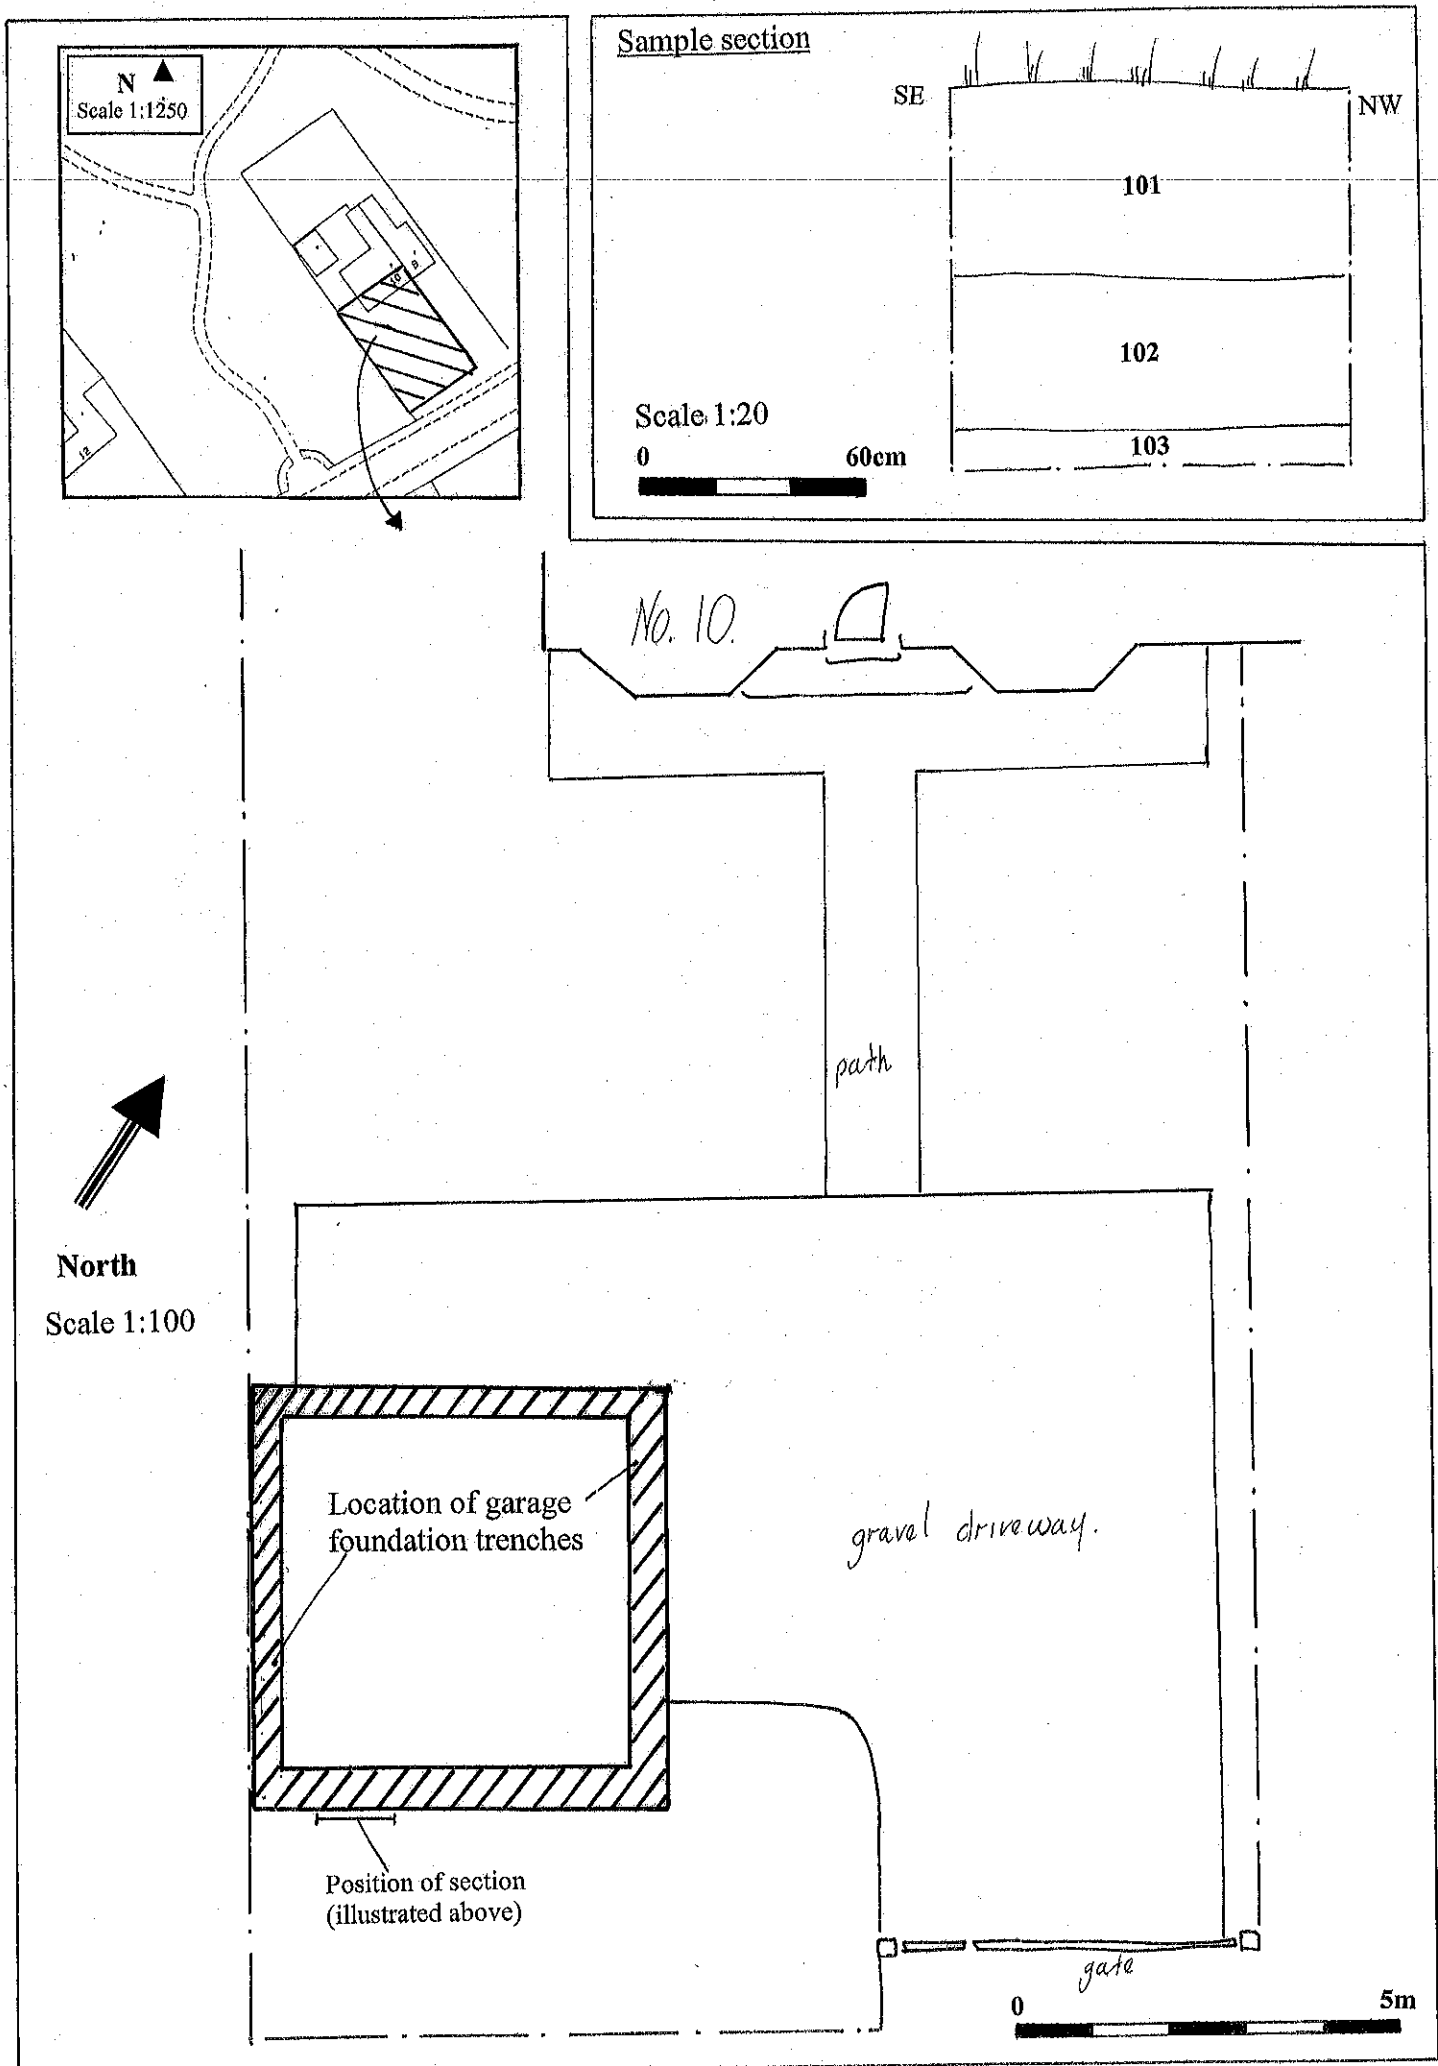 N
Scale 1:1250
10
8
12
Sample section
SE
NW
101
102
103
Scale 1:20
0 60cm
No. 10.
path
North
Scale 1:100
Location of garage
foundation trenches
gravel driveway.
Position of section
(illustrated above)
gate
0 5m